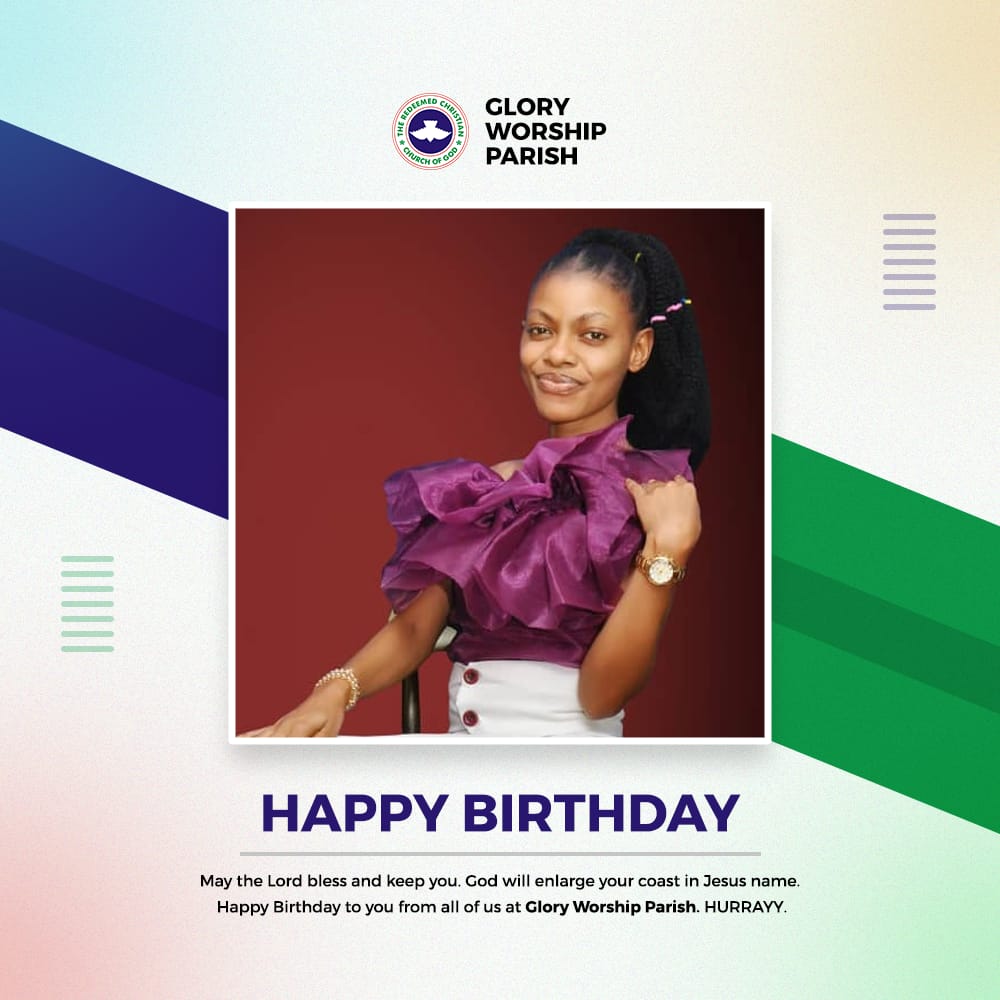 THE REDEEMED CHRISTIAN
CHURCH OF GOD
GLORY
WORSHIP
PARISH
HAPPY BIRTHDAY
May the Lord bless and keep you. God will enlarge your coast in Jesus name.
Happy Birthday to you from all of us at Glory Worship Parish. HURRAYY.